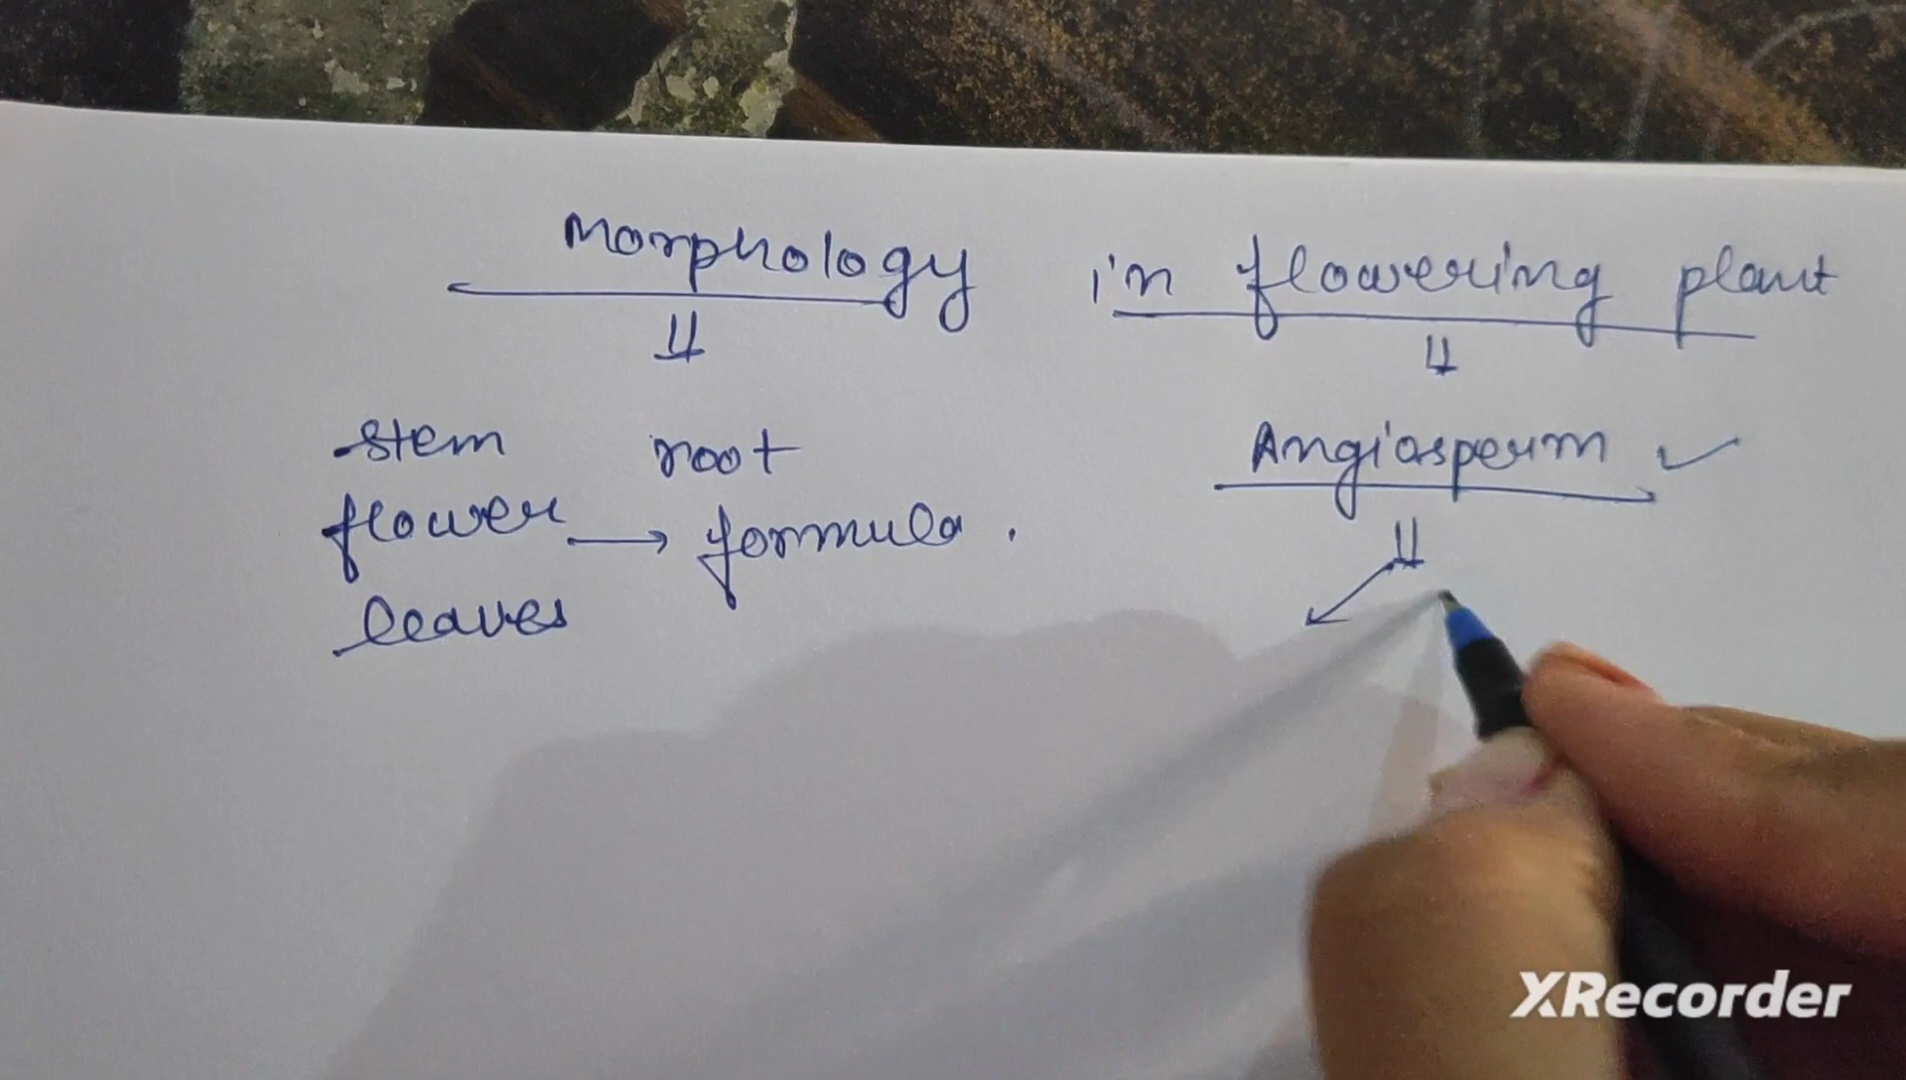 Morphology in flowering plant
stem root Angiosperm ✓
flower → formula .
leaves
XRecorder